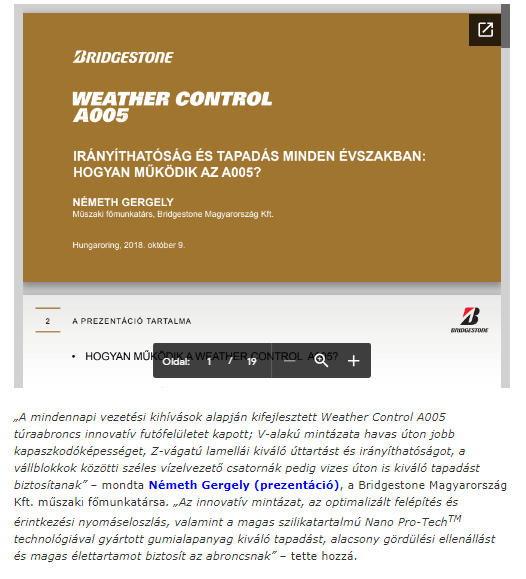 BRIDGESTONE
WEATHER CONTROL
A005
IRÁNYÍTHATÓSÁG ÉS TAPADÁS MINDEN ÉVSZAKBAN:
HOGYAN MŰKÖDIK AZ A005?
NÉMETH GERGELY
Műszaki főmunkatárs, Bridgestone Magyarország Kft.
Hungaroring, 2018. október 9.
2 A PREZENTÁCIÓ TARTALMA
BRIDGESTONE
• HOGYAN MŰKÖDIK A WEATHER CONTROL A005?
Oldal: 1 / 19
„A mindennapi vezetési kihívások alapján kifejlesztett Weather Control A005
túraabroncs innovatív futófelületet kapott; V-alakú mintázata havas úton jobb
kapaszkodóképességet, Z-vágatú lamellái kiváló úttartást és irányíthatóságot, a
vállblokkok közötti széles vízelvezető csatornák pedig vizes úton is kiváló tapadást
biztosítanak” – mondta Németh Gergely (prezentáció), a Bridgestone Magyarország
Kft. műszaki főmunkatársa. „Az innovatív mintázat, az optimalizált felépítés és
érintkezési nyomáseloszlás, valamint a magas szilikatartalmú Nano Pro-Tech™
technológiával gyártott gumialapanyag kiváló tapadást, alacsony gördülési ellenállást
és magas élettartamot biztosít az abroncsnak” – tette hozzá.